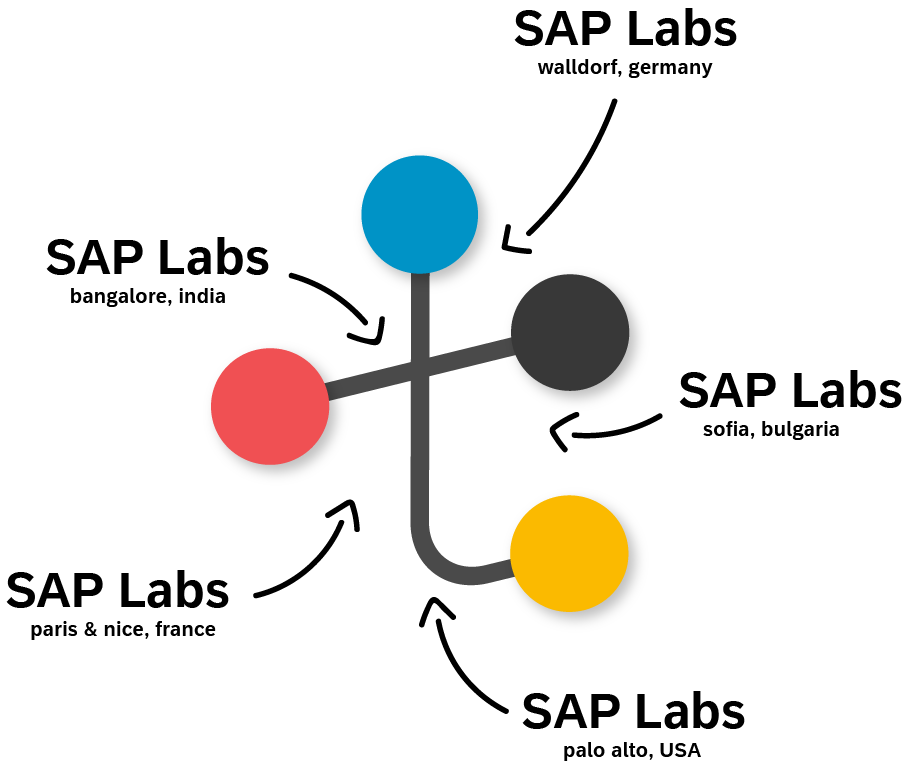 SAP Labs
walldorf, germany
SAP Labs
bangalore, india
SAP Labs
sofia, bulgaria
SAP Labs
paris & nice, france
SAP Labs
palo alto, USA